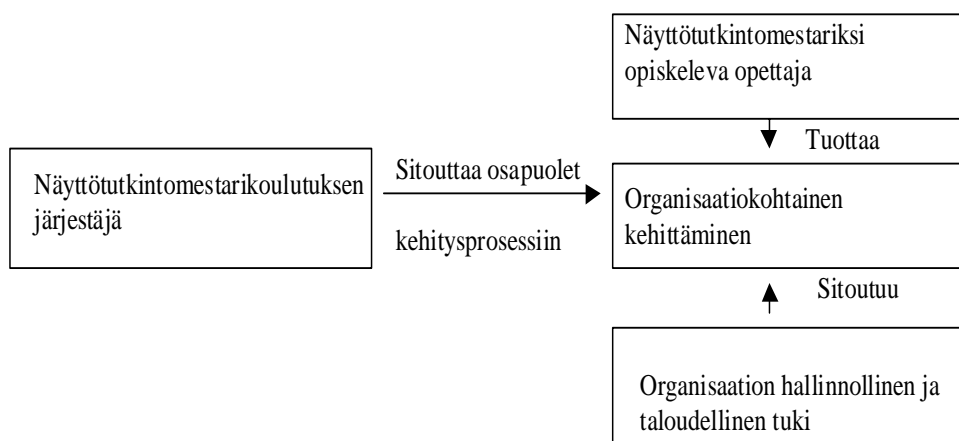 Näyttötutkintomestariksi
opiskeleva opettaja
Tuottaa
Näyttötutkintomestarikoulutuksen
järjestäjä
Sitouttaa osapuolet
kehitysprosessiin
Organisaatiokohtainen
kehittäminen
Sitoutuu
Organisaation hallinnollinen ja
taloudellinen tuki